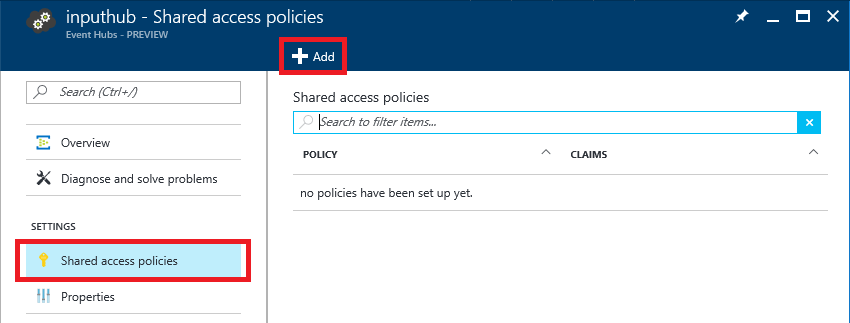 inputhub - Shared access policies
Event Hubs - PREVIEW
Add
Search (Ctrl+/)
Overview
Diagnose and solve problems
SETTINGS
Shared access policies
Properties
Shared access policies
Search to filter items...
POLICY CLAIMS
no policies have been set up yet.